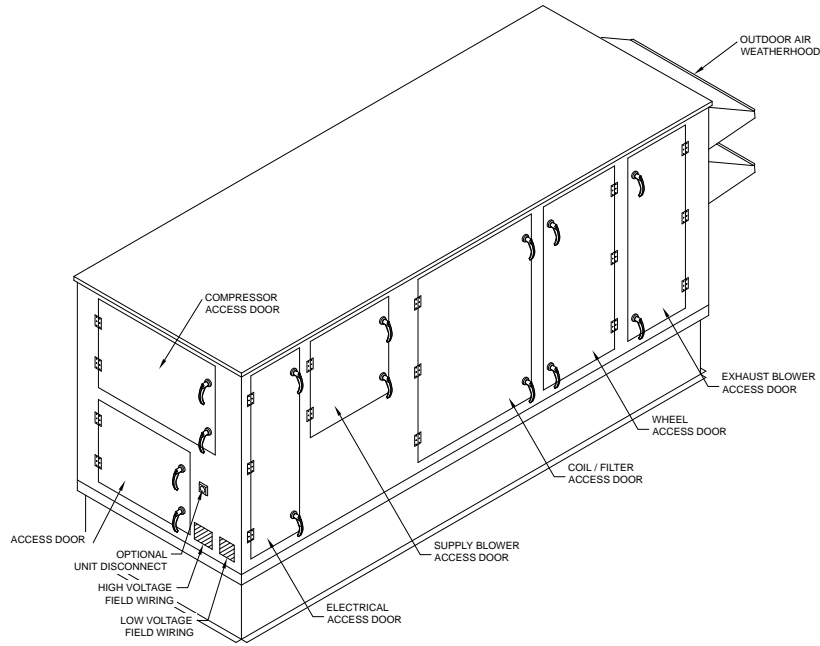 OUTDOOR AIR
WEATHERHOOD
COMPRESSOR
ACCESS DOOR
EXHAUST BLOWER
ACCESS DOOR
WHEEL
ACCESS DOOR
COIL / FILTER
ACCESS DOOR
ACCESS DOOR
OPTIONAL
UNIT DISCONNECT
SUPPLY BLOWER
ACCESS DOOR
HIGH VOLTAGE
FIELD WIRING
ELECTRICAL
ACCESS DOOR
LOW VOLTAGE
FIELD WIRING